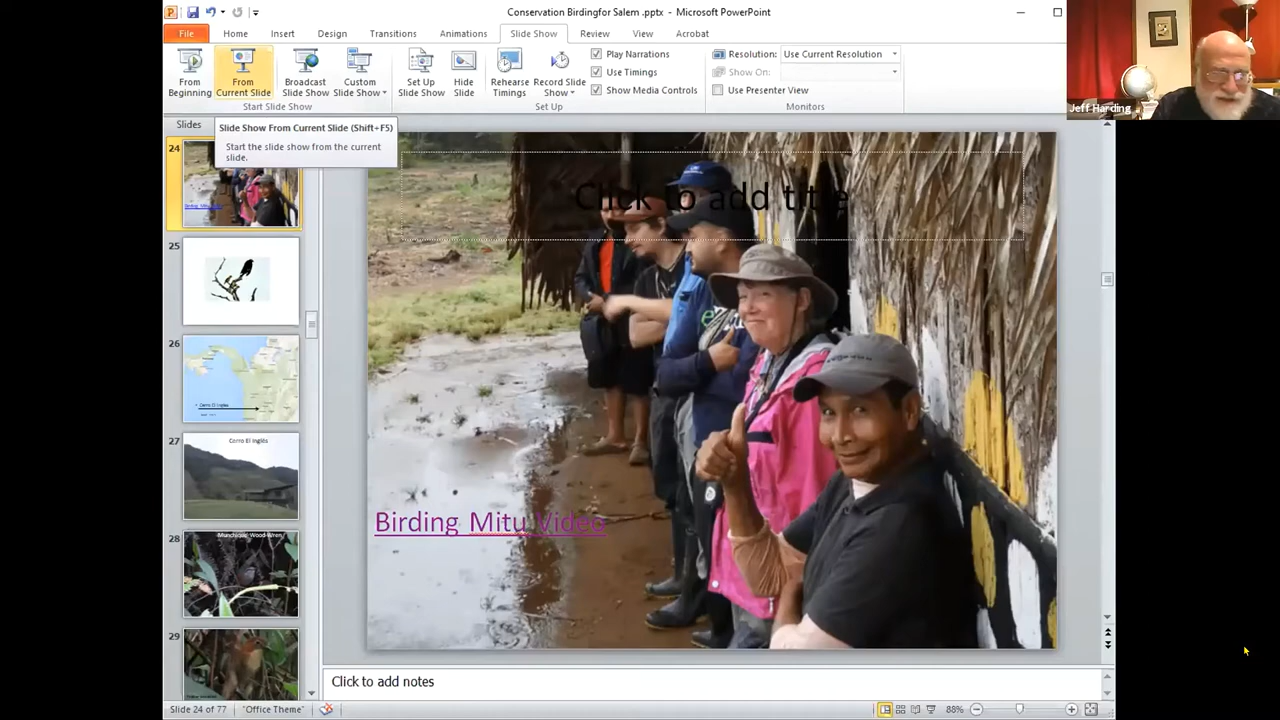 Conservation Birdingfor Salem .pptx - Microsoft PowerPoint
File Home Insert Design Transitions Animations Slide Show Review View Acrobat
From Beginning
From Current Slide
Broadcast Slide Show
Custom Slide Show
Set Up Slide Show
Hide Slide
Rehearse Timings
Record Slide Show
Play Narrations
Use Timings
Show Media Controls
Resolution: Use Current Resolution
Show On:
Use Presenter View
Start Slide Show
Set Up
Monitors
Jeff Harding
Slides
Slide Show From Current Slide (Shift+F5)
Start the slide show from the current
slide.
24
25
26
27
Cerro El Inglés
28
Munchique Wood-Wren
29
Click to add title
Birding Mitu Video
Click to add notes
Slide 24 of 77
"Office Theme"
88%